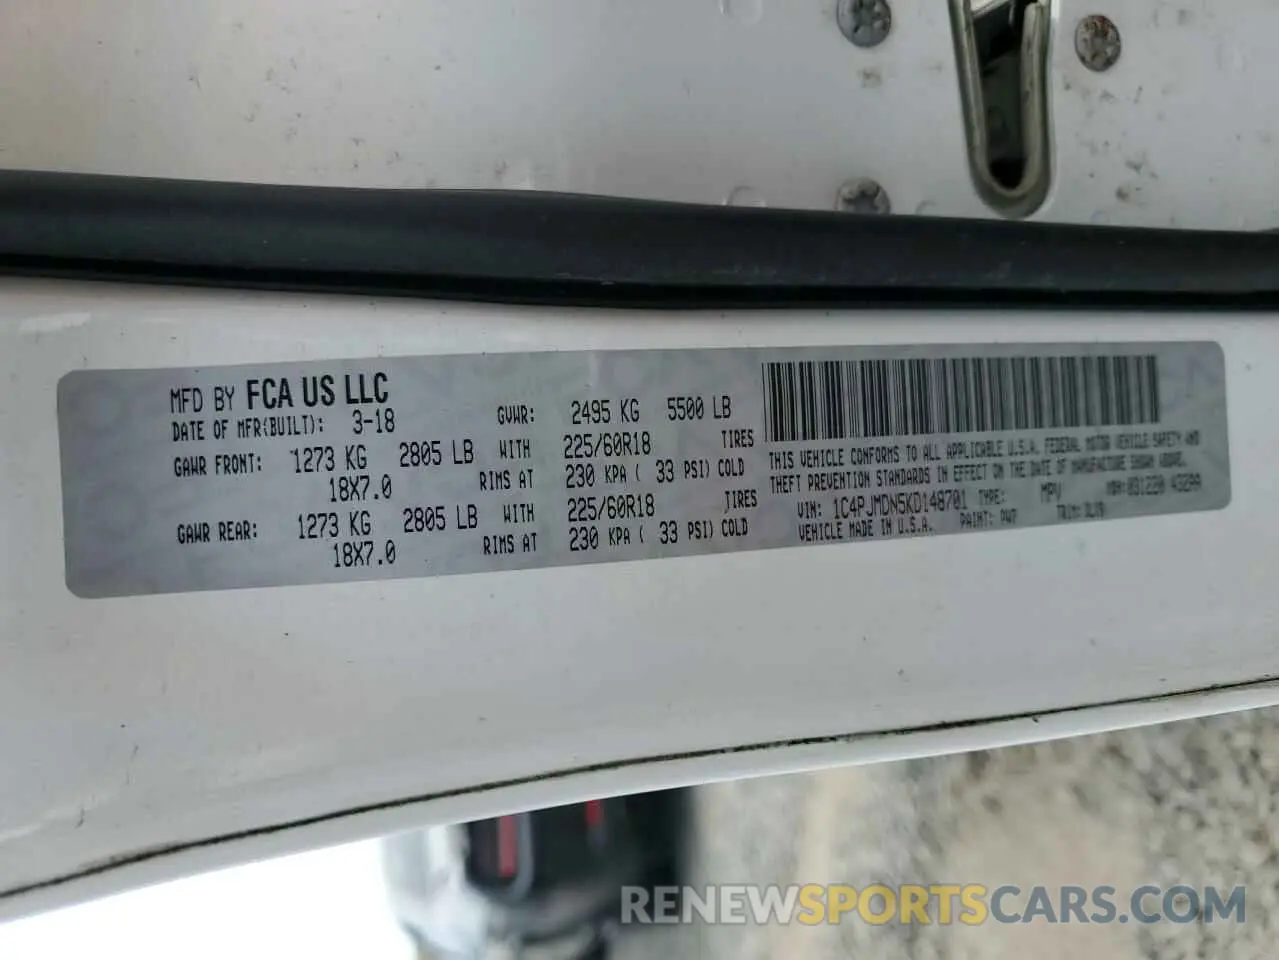 MFD BY FCA US LLC
DATE OF MFR(BUILT): 3-18 GVWR: 2495 KG 5500 LB
GAWR FRONT: 1273 KG 2805 LB WITH 225/60R18 TIRES
18X7.0 RIMS AT 230 KPA ( 33 PSI) COLD
GAWR REAR: 1273 KG 2805 LB WITH 225/60R18 TIRES
18X7.0 RIMS AT 230 KPA ( 33 PSI) COLD
THIS VEHICLE CONFORMS TO ALL APPLICABLE U.S.A. FEDERAL MOTOR VEHICLE SAFETY AND
THEFT PREVENTION STANDARDS IN EFFECT ON THE DATE OF MANUFACTURE SHOWN ABOVE.
VIN: 1C4PJMDN5KD148701 TYPE: MPV MDH:
VEHICLE MADE IN U.S.A. PAINT: PW7 TRIM:
RENEWSPORTSCARS.COM